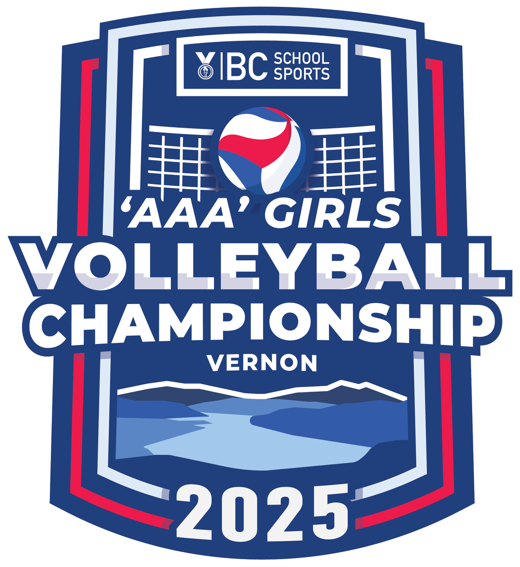 BC SCHOOL
SPORTS
‘AAA’ GIRLS
VOLLEYBALL
CHAMPIONSHIP
VERNON
2025